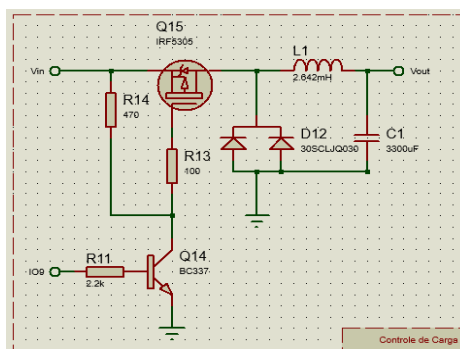 Q15
IRF5305
Vin
L1
2.642mH
Vout
R14
470
D12
30SCLJQ030
C1
3300uF
R13
100
R11
2.2k
IO9
Q14
BC337
Controle de Carga